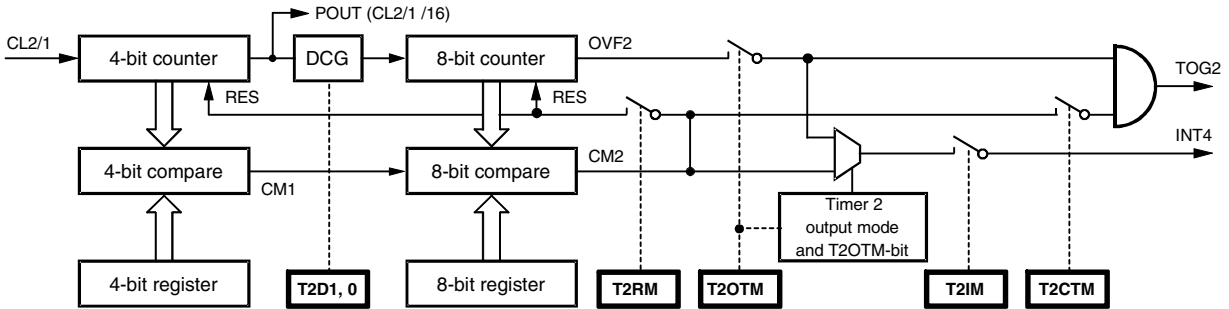 POUT (CL2/1 /16)
CL2/1
4-bit counter
DCG
8-bit counter
OVF2
TOG2
RES
RES
INT4
4-bit compare
CM1
8-bit compare
CM2
Timer 2
output mode
and T2OTM-bit
4-bit register
T2D1, 0
8-bit register
T2RM
T2OTM
T2IM
T2CTM